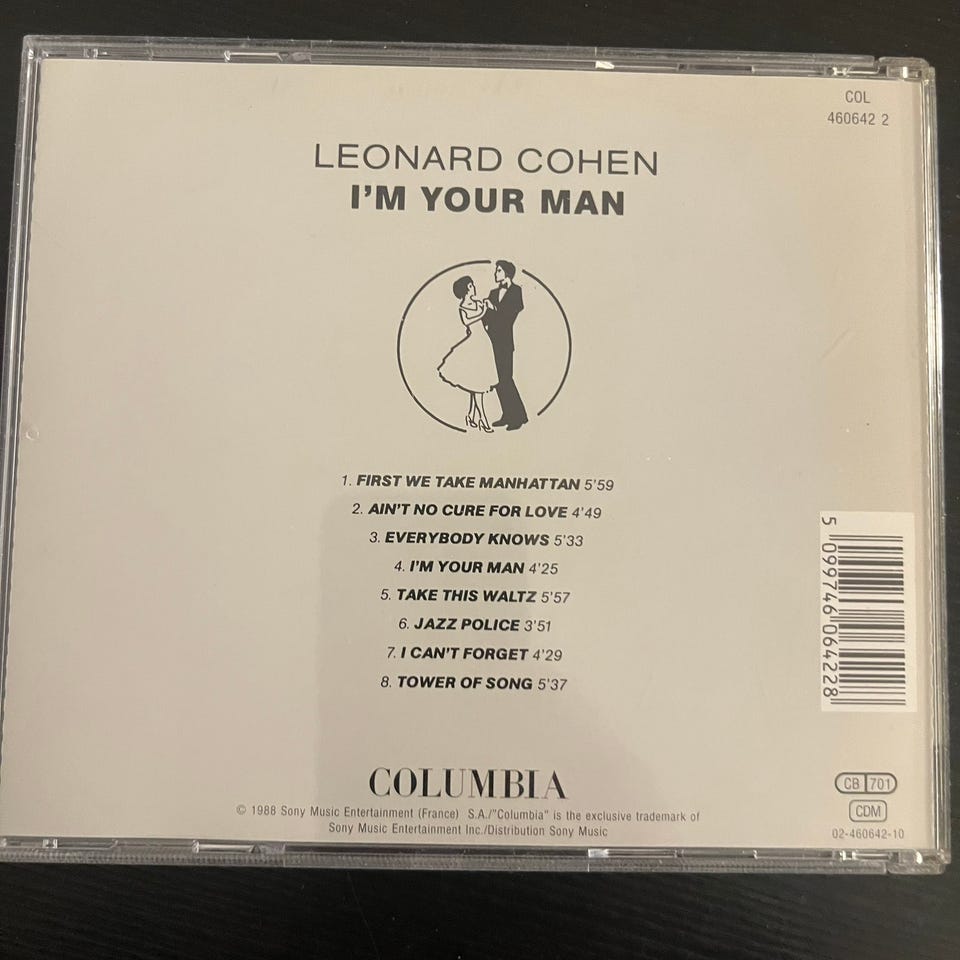 COL
460642 2
LEONARD COHEN
I'M YOUR MAN
1. FIRST WE TAKE MANHATTAN 5'59
2. AIN'T NO CURE FOR LOVE 4'49
3. EVERYBODY KNOWS 5'33
4. I'M YOUR MAN 4'25
5. TAKE THIS WALTZ 5'57
6. JAZZ POLICE 3'51
7. I CAN'T FORGET 4'29
8. TOWER OF SONG 5'37
5 099746 064228
COLUMBIA
© 1988 Sony Music Entertainment (France) S.A./"Columbia" is the exclusive trademark of
Sony Music Entertainment Inc./Distribution Sony Music
CB 701
CDM
02-460642-10